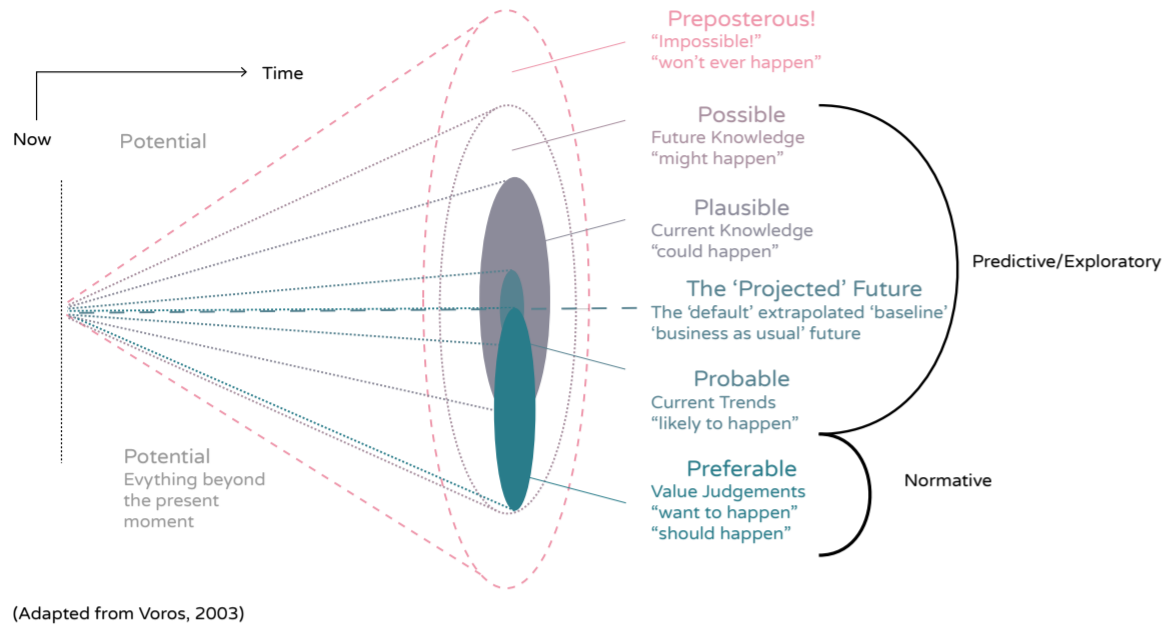 Preposterous!
“Impossible!”
“won’t ever happen”
Time
Now
Potential
Possible
Future Knowledge
“might happen”
Plausible
Current Knowledge
“could happen”
Predictive/Exploratory
The ‘Projected’ Future
The ‘default’ extrapolated ‘baseline’
‘business as usual’ future
Probable
Current Trends
“likely to happen”
Potential
Evything beyond
the present
moment
Preferable
Value Judgements
“want to happen”
“should happen”
Normative
(Adapted from Voros, 2003)